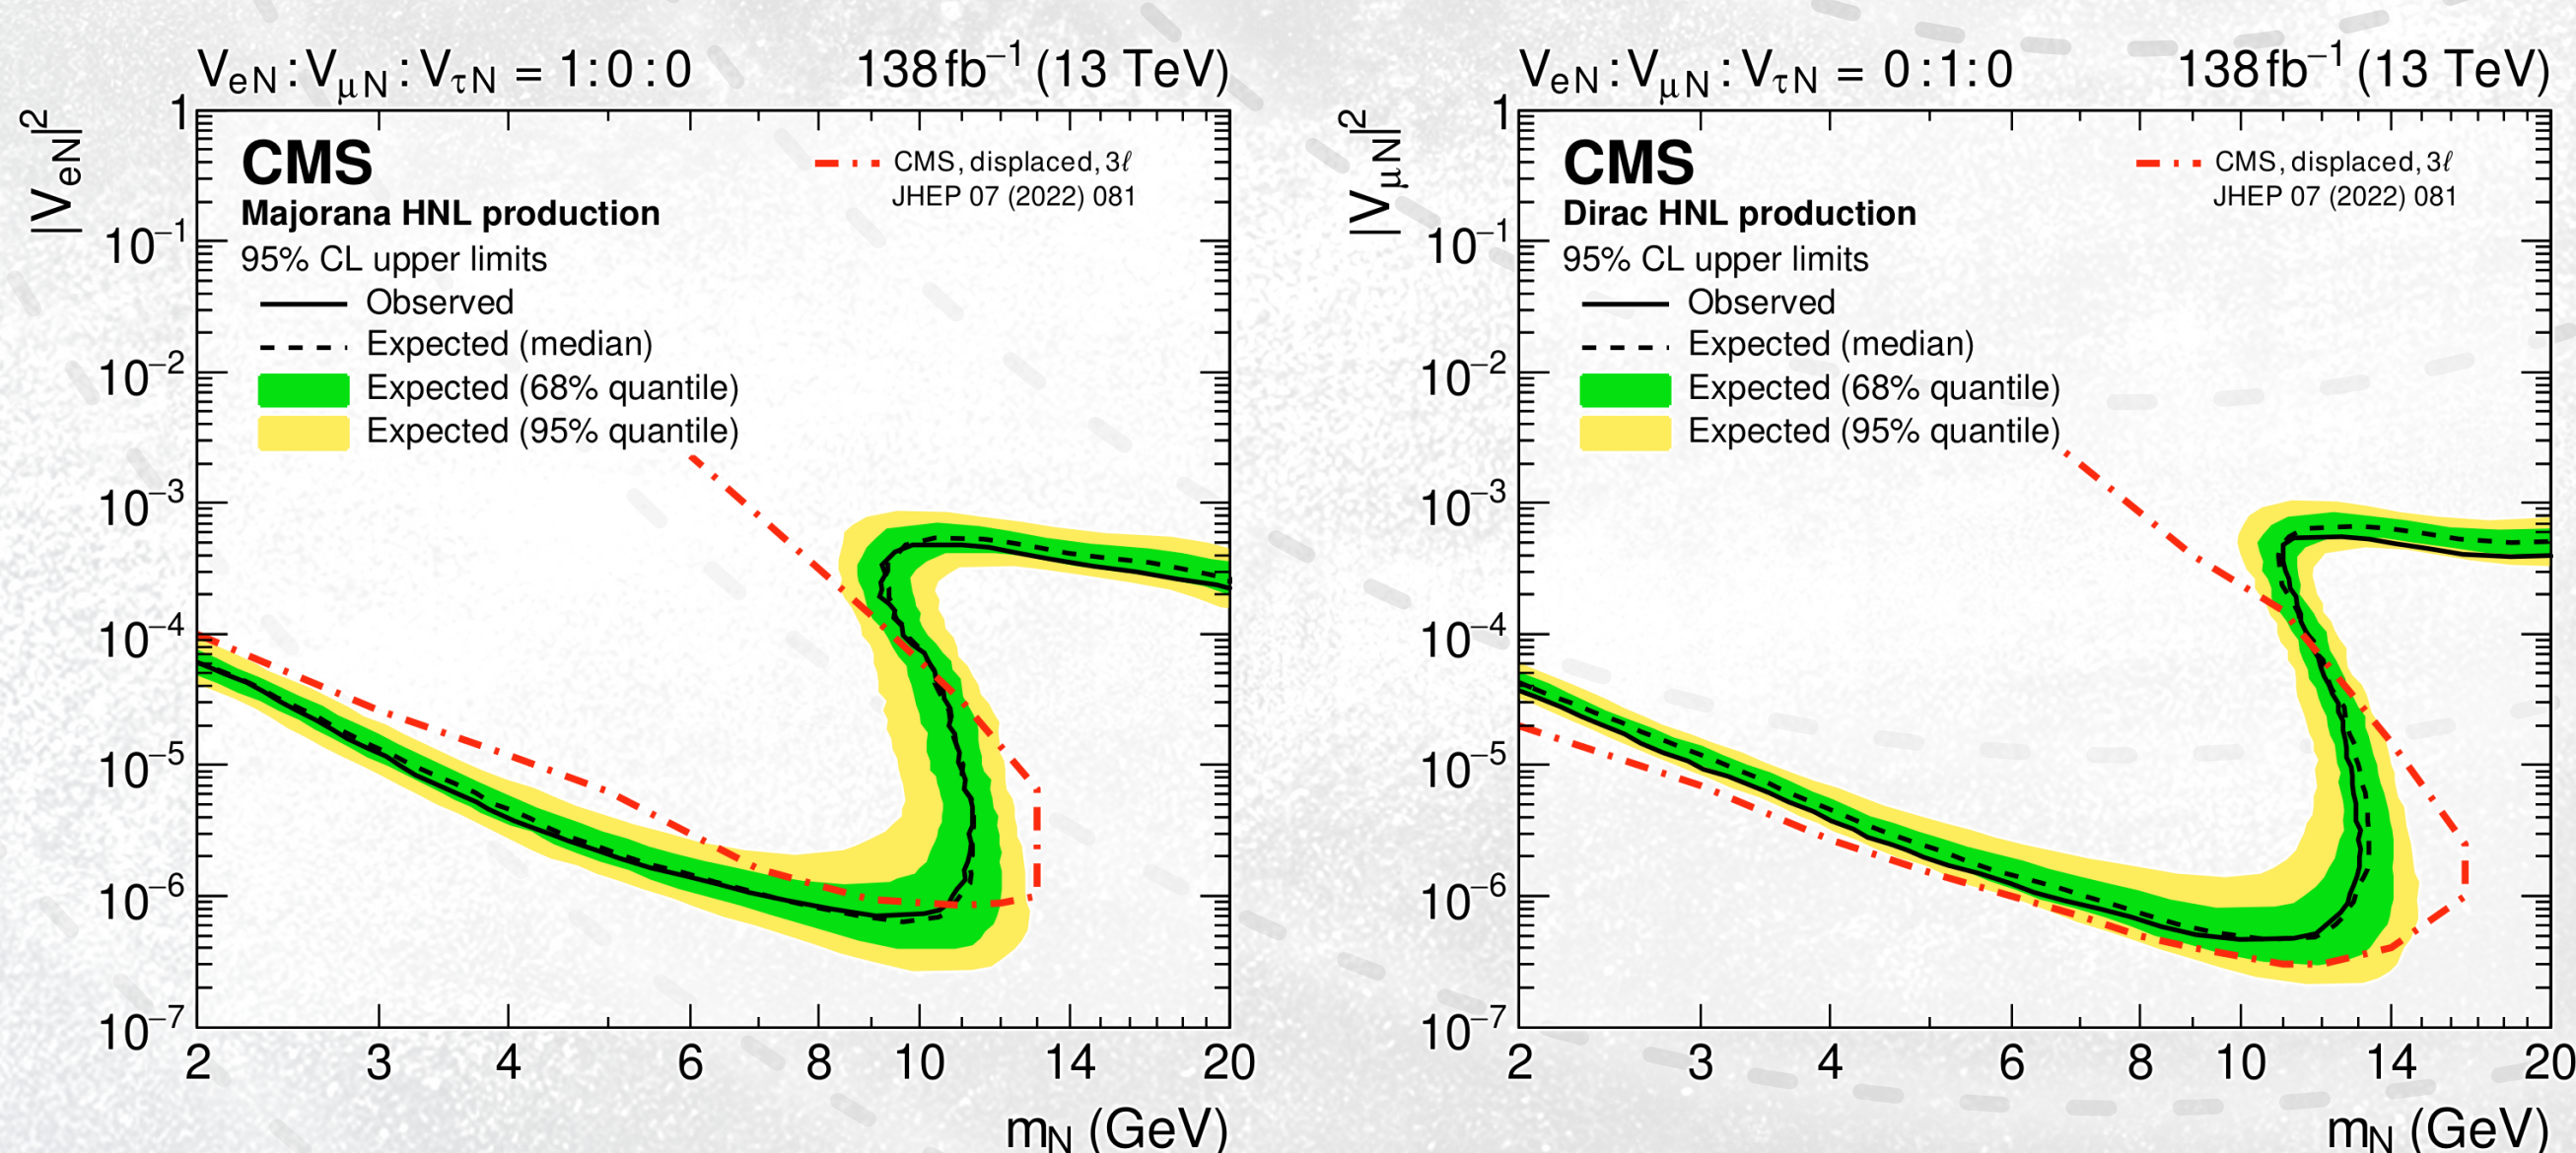 V_eN : V_μN : V_τN = 1 : 0 : 0 138 fb⁻¹ (13 TeV)
|V_eN|²
CMS
Majorana HNL production
95% CL upper limits
Observed
Expected (median)
Expected (68% quantile)
Expected (95% quantile)
CMS, displaced, 3ℓ
JHEP 07 (2022) 081
1
10⁻¹
10⁻²
10⁻³
10⁻⁴
10⁻⁵
10⁻⁶
10⁻⁷
2 3 4 6 8 10 14 20
m_N (GeV)
V_eN : V_μN : V_τN = 0 : 1 : 0 138 fb⁻¹ (13 TeV)
|V_μN|²
CMS
Dirac HNL production
95% CL upper limits
Observed
Expected (median)
Expected (68% quantile)
Expected (95% quantile)
CMS, displaced, 3ℓ
JHEP 07 (2022) 081
1
10⁻¹
10⁻²
10⁻³
10⁻⁴
10⁻⁵
10⁻⁶
10⁻⁷
2 3 4 6 8 10 14 20
m_N (GeV)